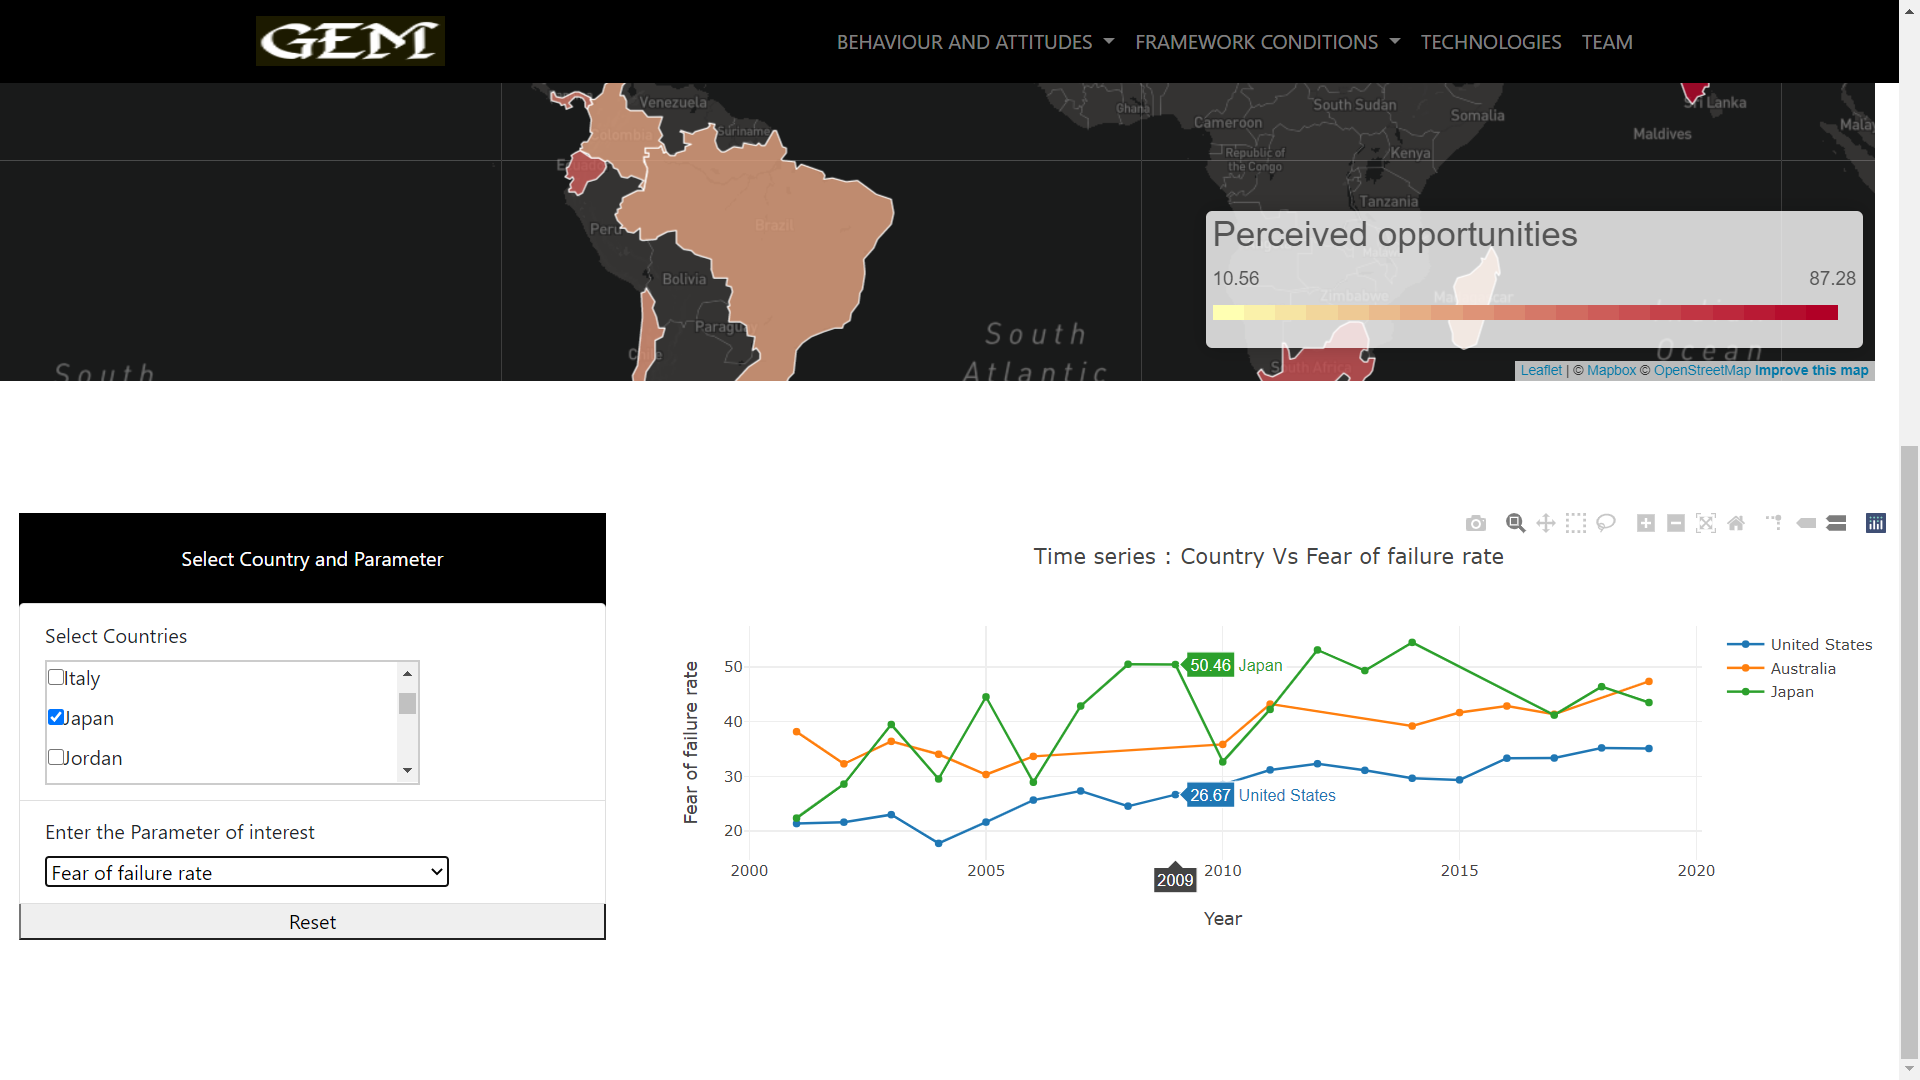 GEM
BEHAVIOUR AND ATTITUDES
FRAMEWORK CONDITIONS
TECHNOLOGIES
TEAM
Venezuela
Colombia
Suriname
Brazil
Peru
Bolivia
Chile
South
South
Atlantic
Ghana
Cameroon
South Sudan
Somalia
Republic of
the Congo
Kenya
Tanzania
Sri Lanka
Maldives
Zimbabwe
South Africa
Ocean
Perceived opportunities
10.56
87.28
Leaflet | © Mapbox © OpenStreetMap Improve this map
Select Country and Parameter
Select Countries
Italy
Japan
Jordan
Enter the Parameter of interest
Fear of failure rate
Reset
Time series : Country Vs Fear of failure rate
Fear of failure rate
50
40
30
20
2000
2005
2009
2010
2015
2020
Year
50.46 Japan
26.67 United States
United States
Australia
Japan